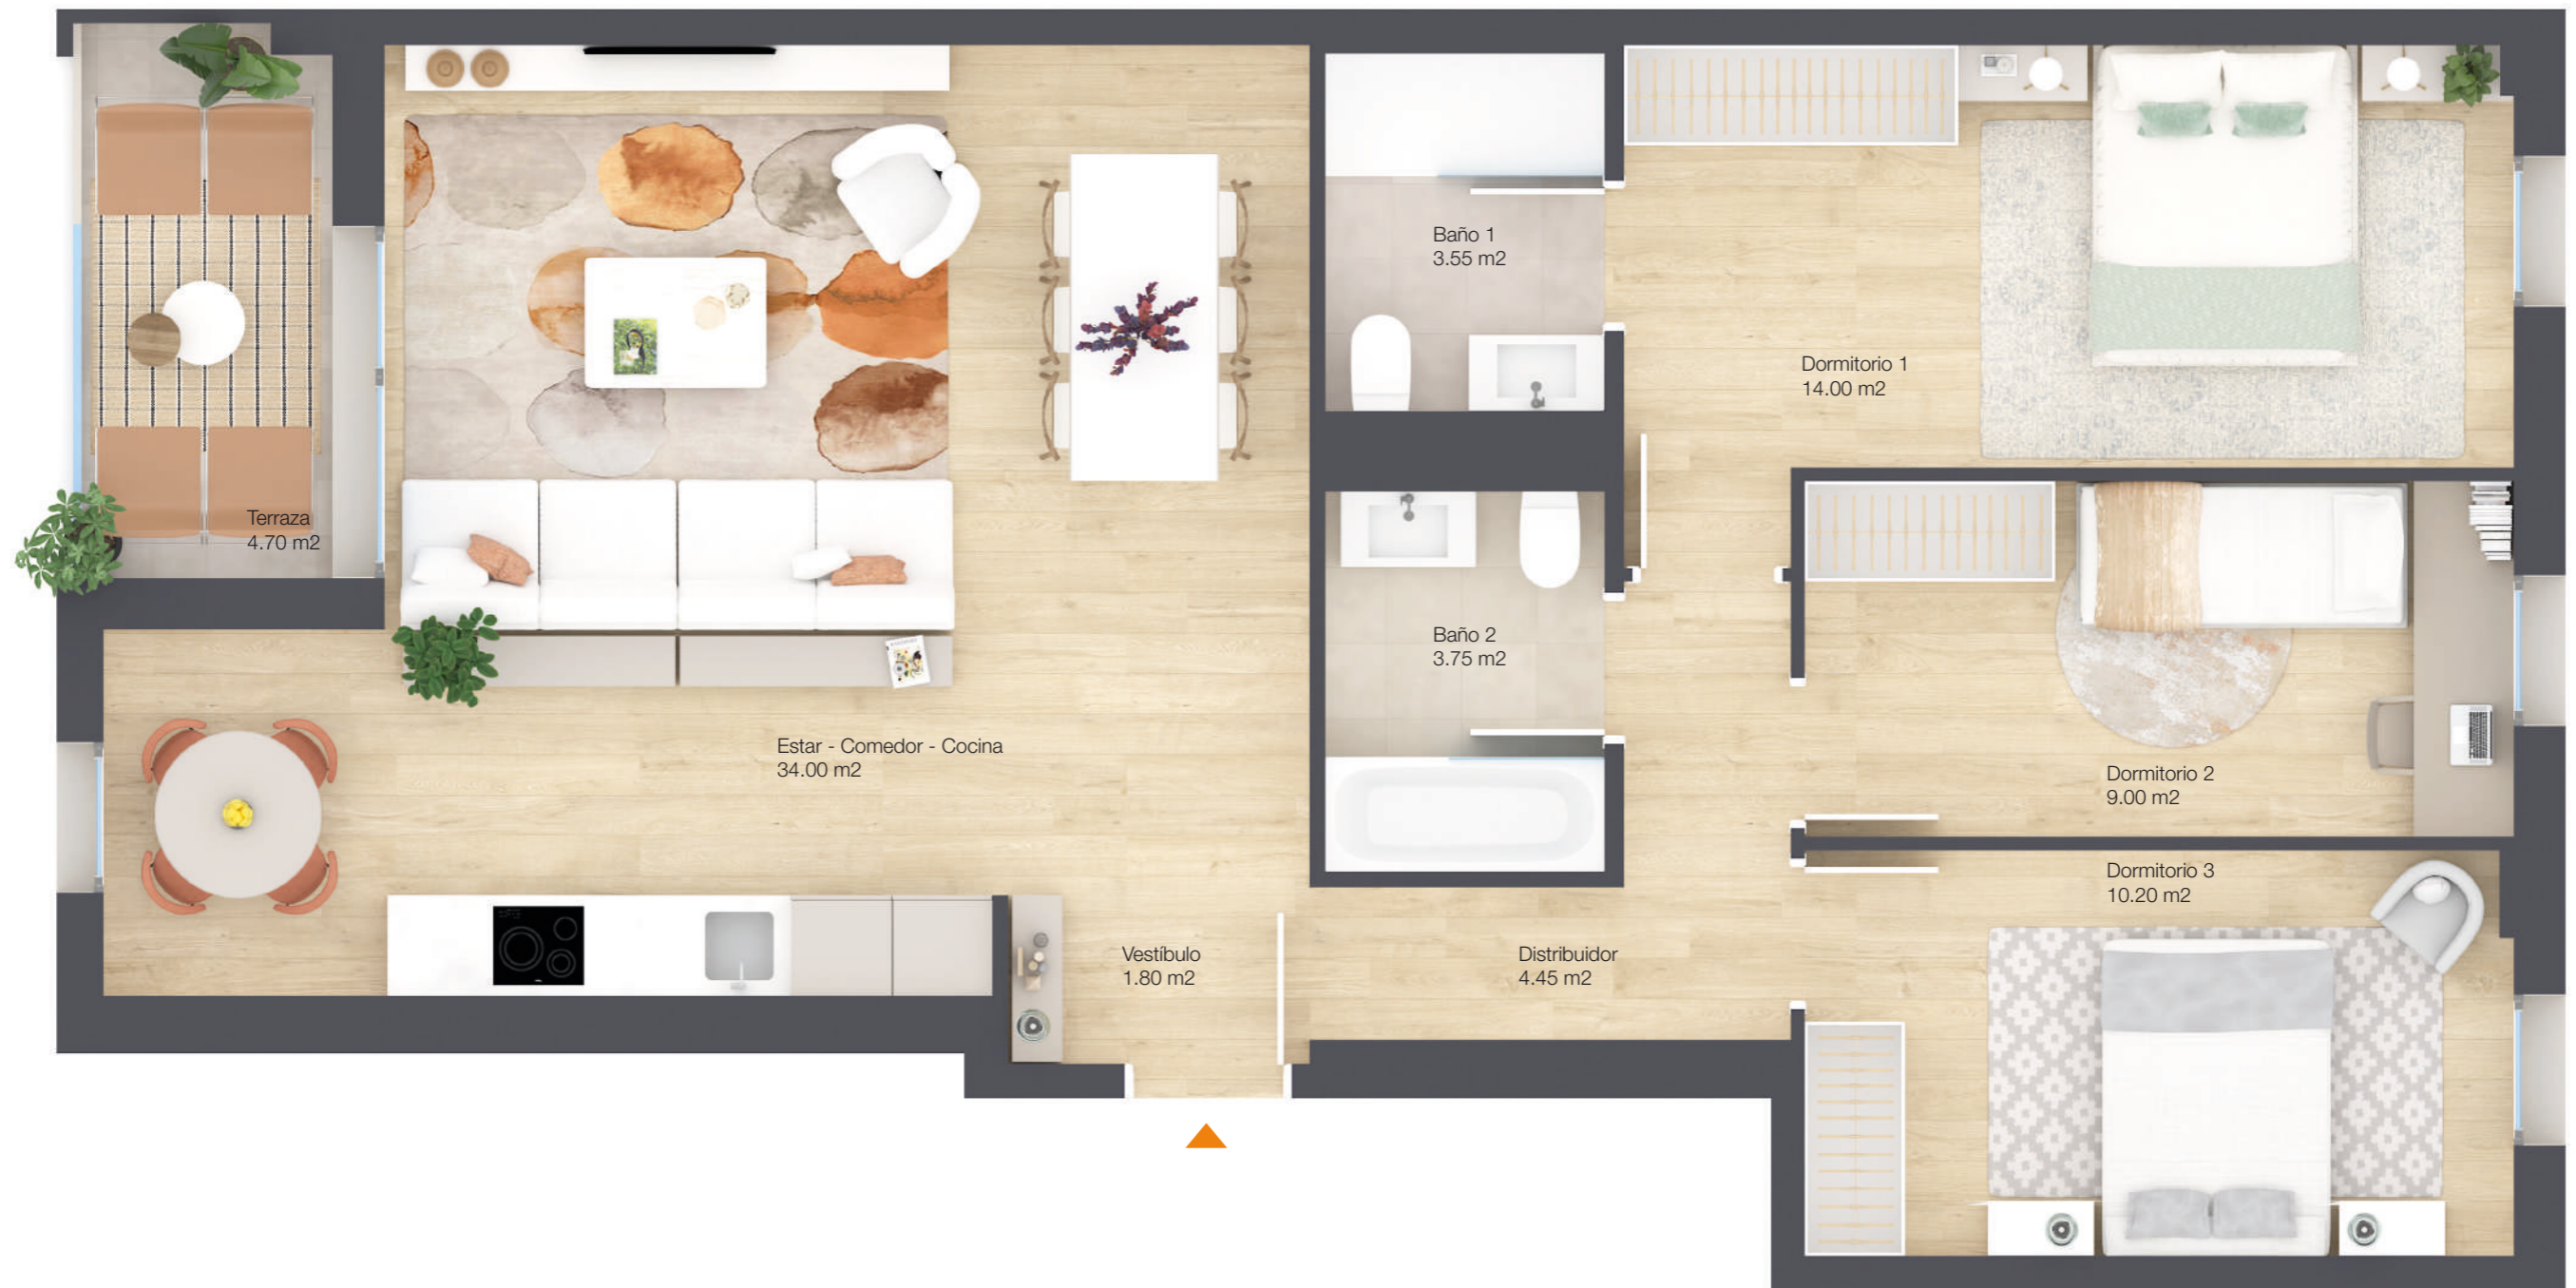 Baño 1
3.55 m2
Dormitorio 1
14.00 m2
Terraza
4.70 m2
Baño 2
3.75 m2
Estar - Comedor - Cocina
34.00 m2
Dormitorio 2
9.00 m2
Dormitorio 3
10.20 m2
Vestíbulo
1.80 m2
Distribuidor
4.45 m2